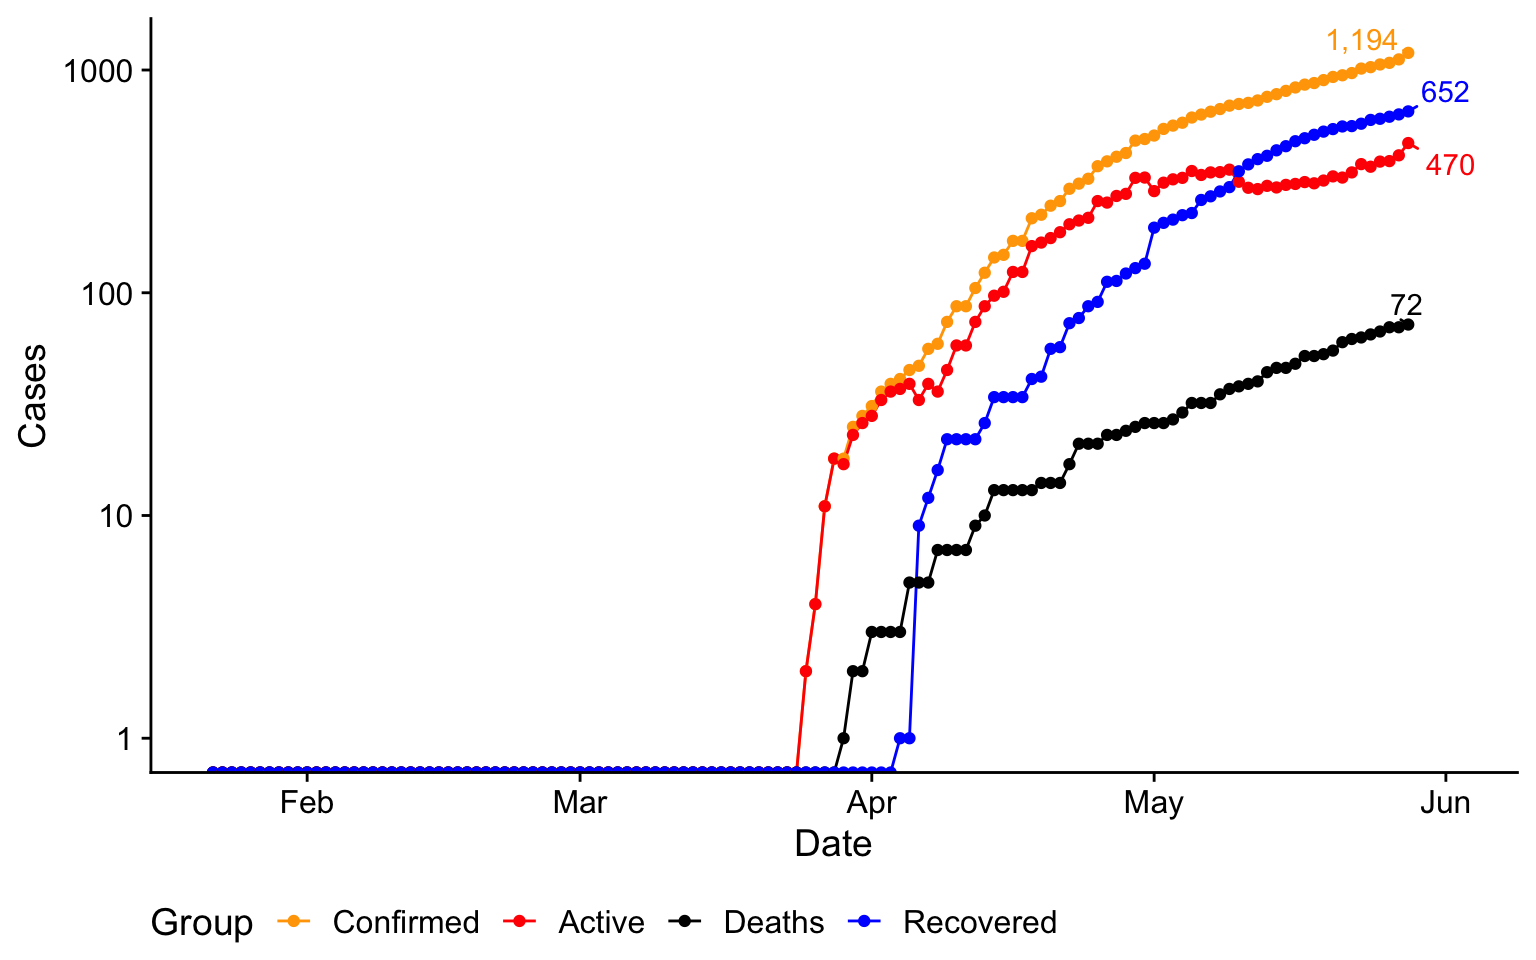 1,194
1000
652
470
100
72
Cases
10
1
Feb Mar Apr May Jun
Date
Group Confirmed Active Deaths Recovered